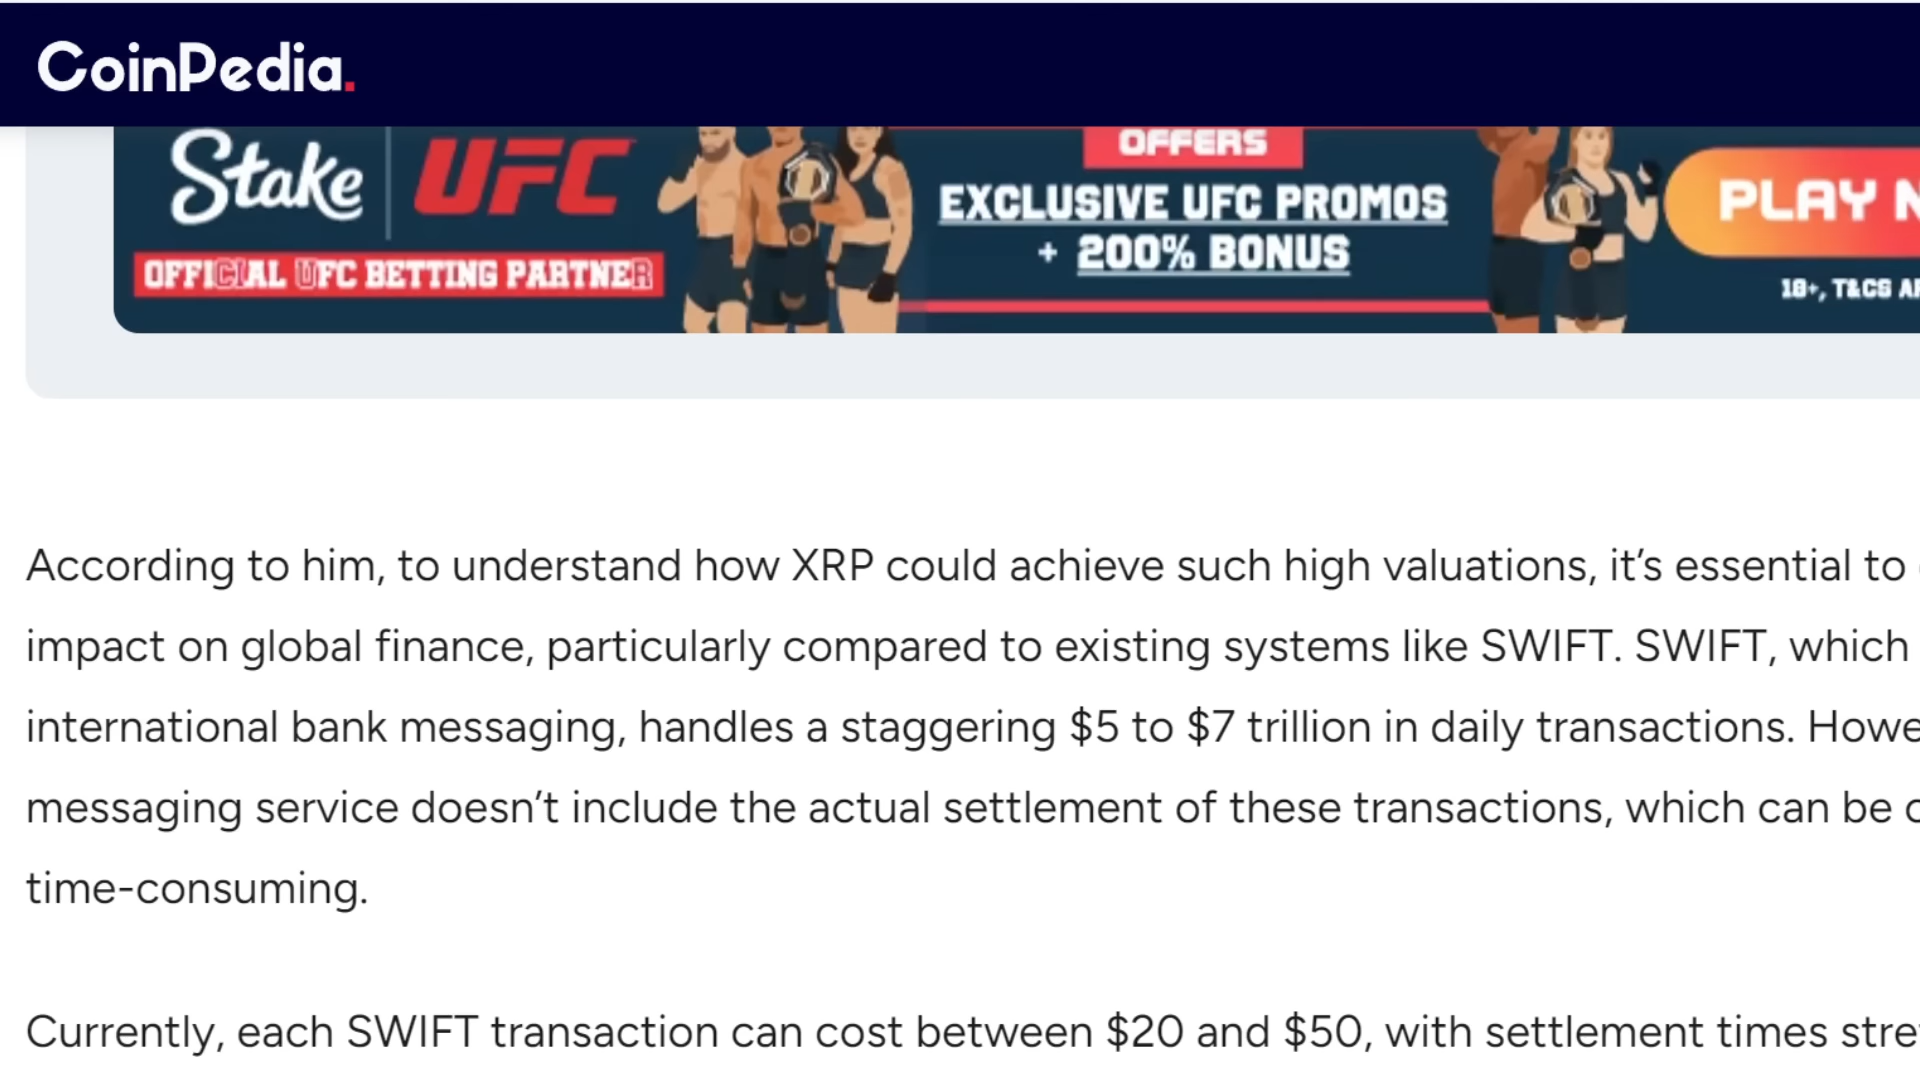 CoinPedia.
Stake UFC
OFFICIAL UFC BETTING PARTNER
OFFERS
EXCLUSIVE UFC PROMOS
+ 200% BONUS
PLAY
18+, T&CS
According to him, to understand how XRP could achieve such high valuations, it’s essential to
impact on global finance, particularly compared to existing systems like SWIFT. SWIFT, which
international bank messaging, handles a staggering $5 to $7 trillion in daily transactions. Howe
messaging service doesn’t include the actual settlement of these transactions, which can be
time-consuming.
Currently, each SWIFT transaction can cost between $20 and $50, with settlement times stre